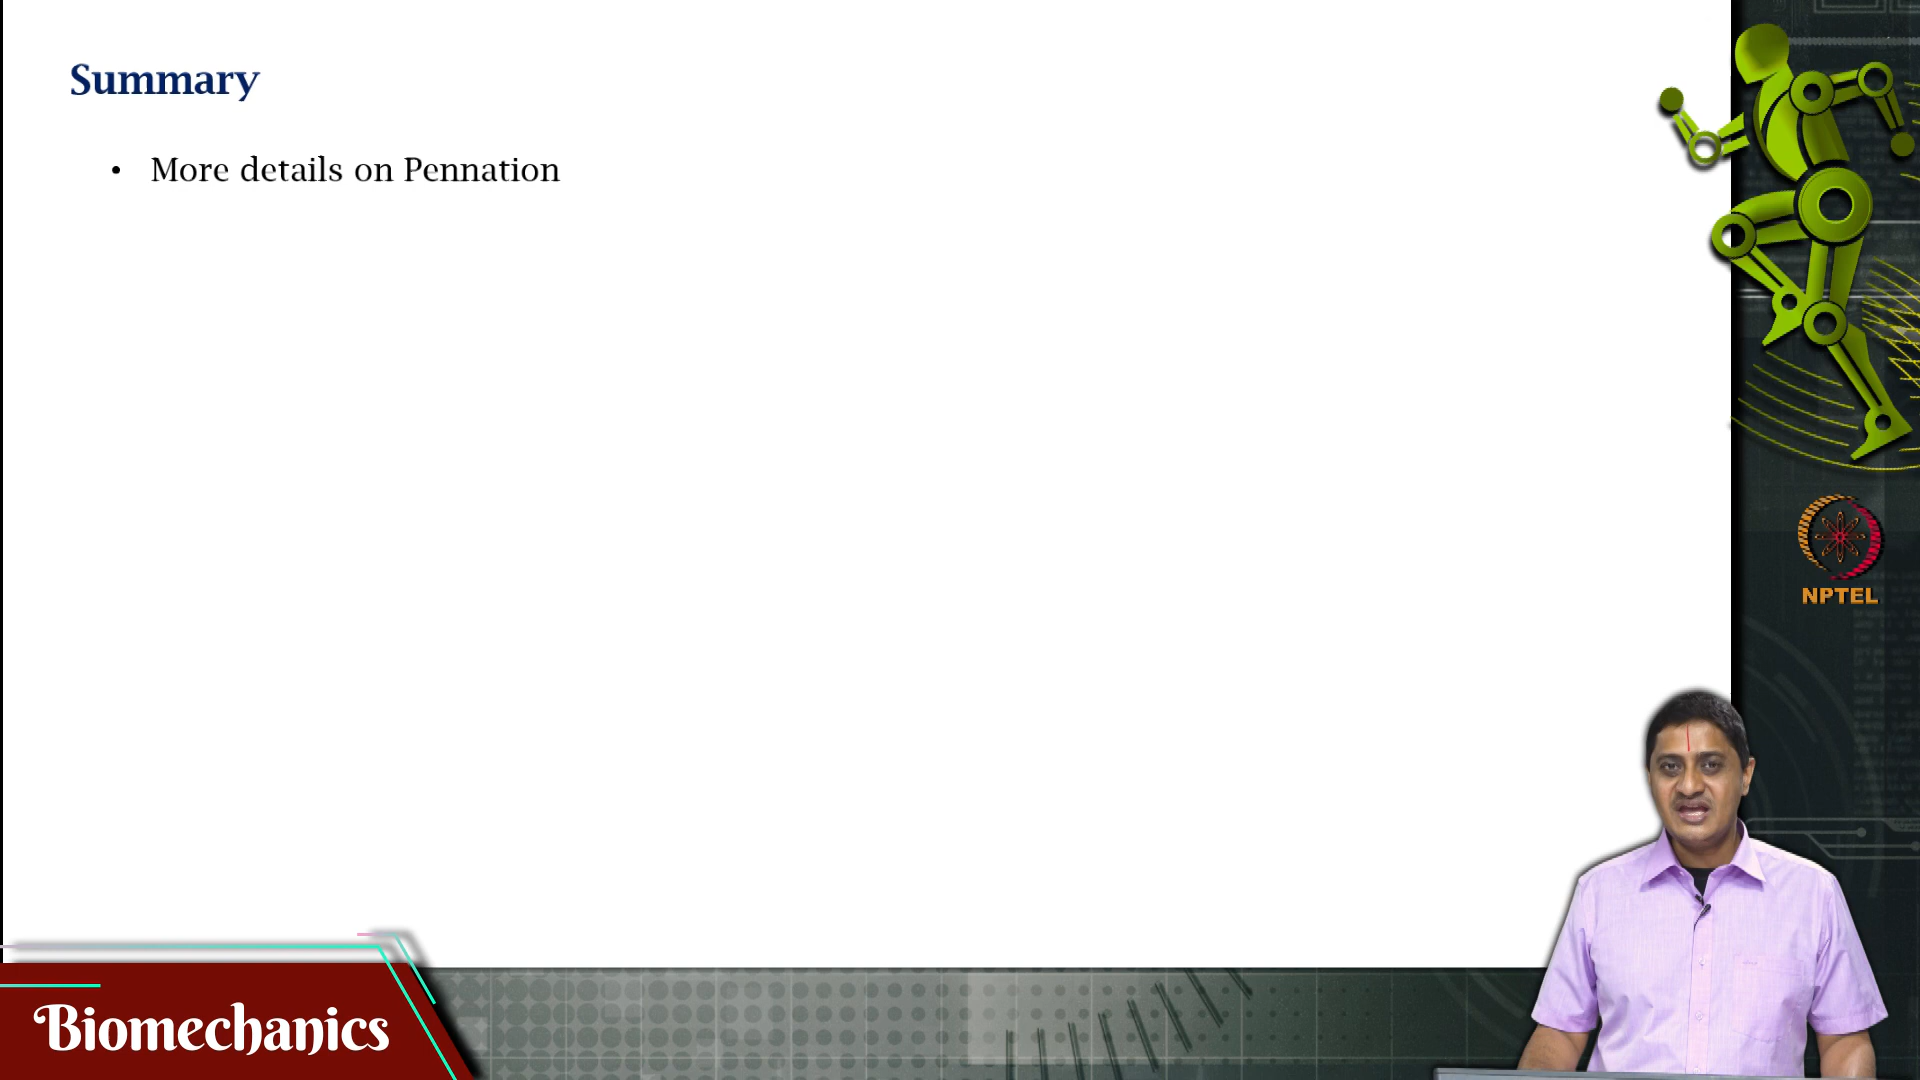 Summary
• More details on Pennation
NPTEL
Biomechanics